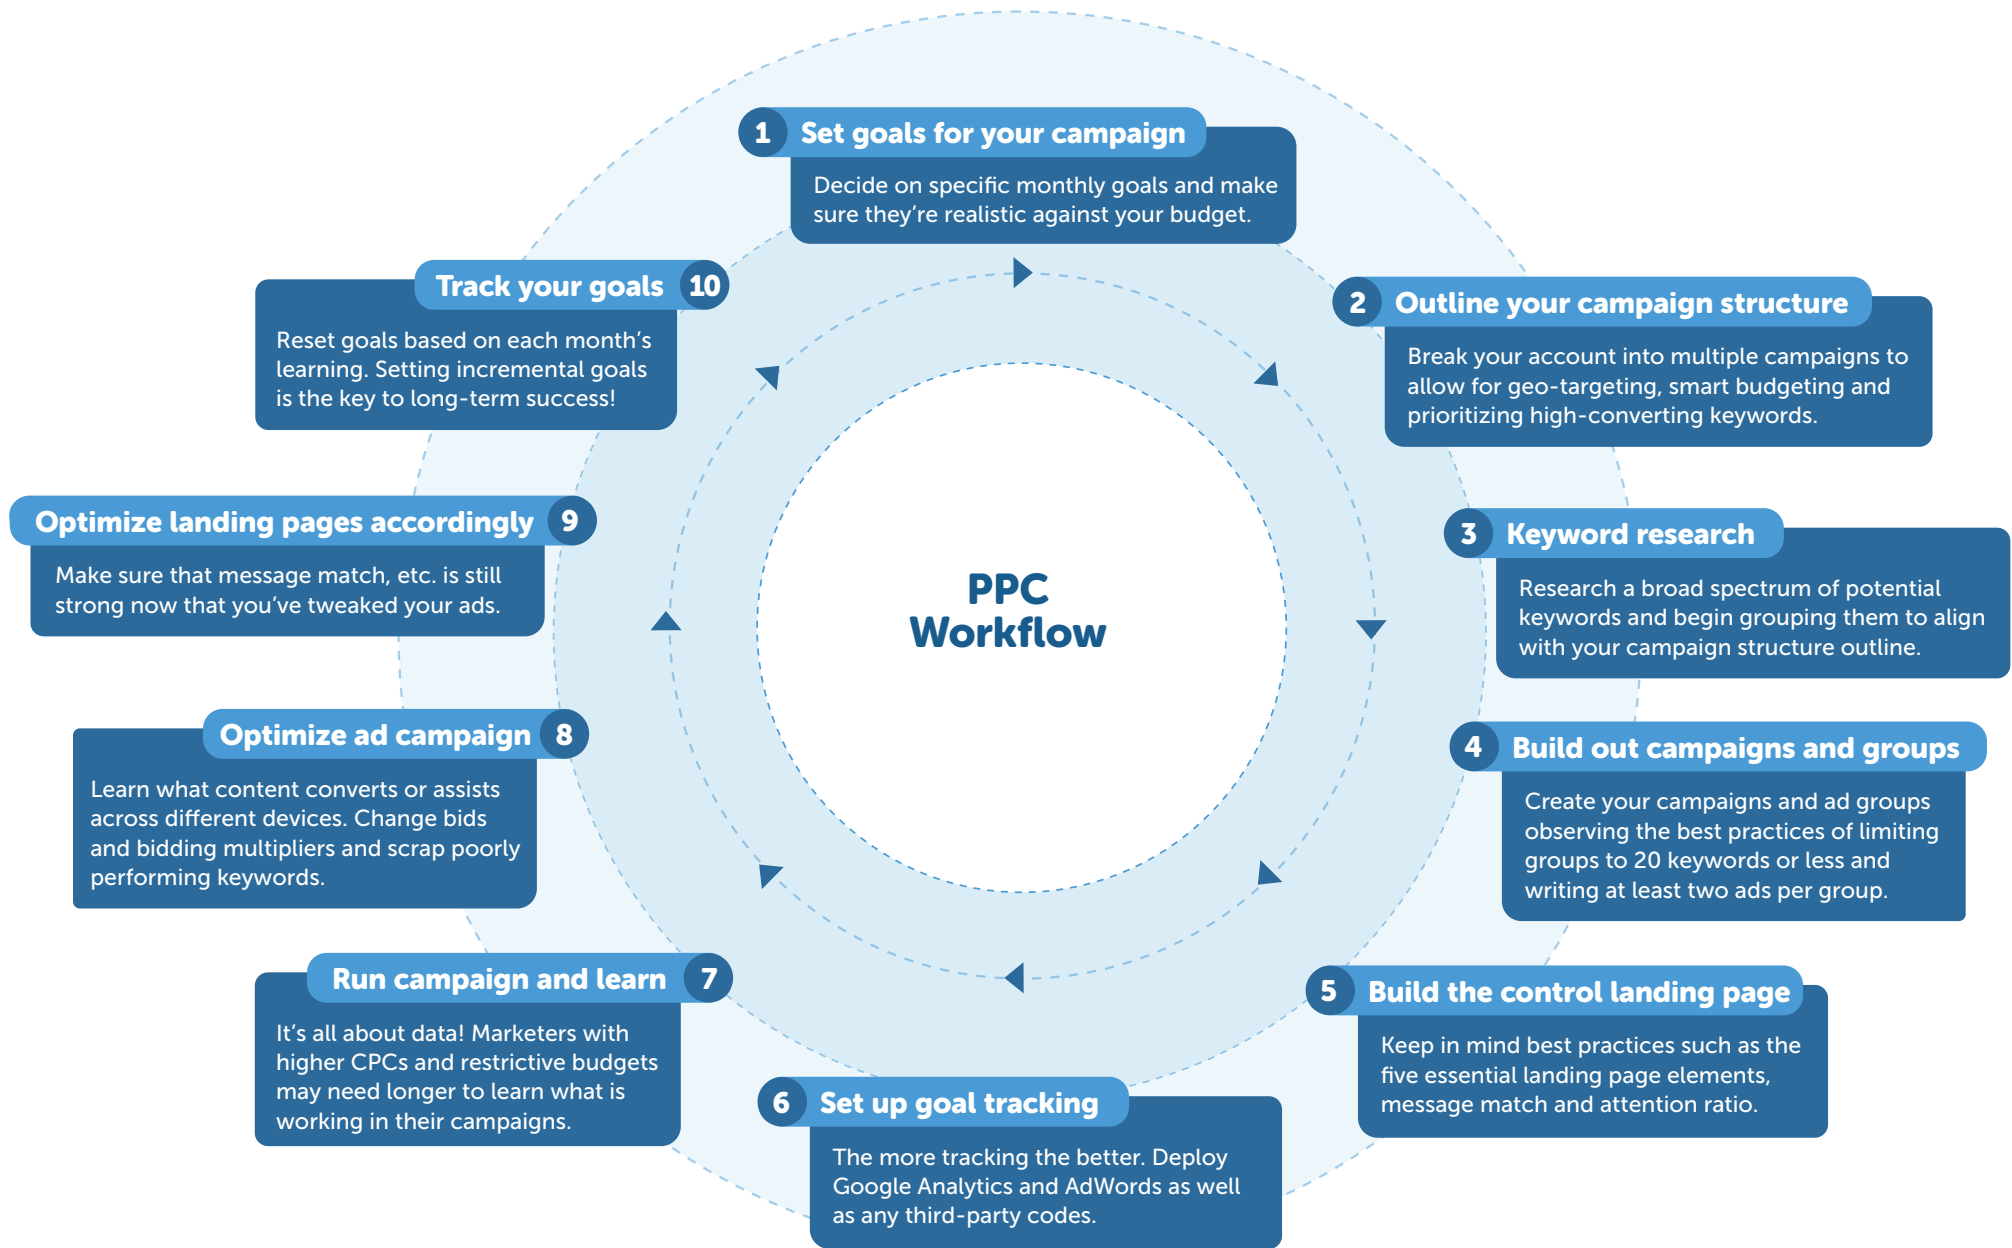 PPC
Workflow
1 Set goals for your campaign
Decide on specific monthly goals and make
sure they're realistic against your budget.
2 Outline your campaign structure
Break your account into multiple campaigns to
allow for geo-targeting, smart budgeting and
prioritizing high-converting keywords.
3 Keyword research
Research a broad spectrum of potential
keywords and begin grouping them to align
with your campaign structure outline.
4 Build out campaigns and groups
Create your campaigns and ad groups
observing the best practices of limiting
groups to 20 keywords or less and
writing at least two ads per group.
5 Build the control landing page
Keep in mind best practices such as the
five essential landing page elements,
message match and attention ratio.
6 Set up goal tracking
The more tracking the better. Deploy
Google Analytics and AdWords as well
as any third-party codes.
Run campaign and learn 7
It's all about data! Marketers with
higher CPCs and restrictive budgets
may need longer to learn what is
working in their campaigns.
Optimize ad campaign 8
Learn what content converts or assists
across different devices. Change bids
and bidding multipliers and scrap poorly
performing keywords.
Optimize landing pages accordingly 9
Make sure that message match, etc. is still
strong now that you've tweaked your ads.
Track your goals 10
Reset goals based on each month's
learning. Setting incremental goals
is the key to long-term success!